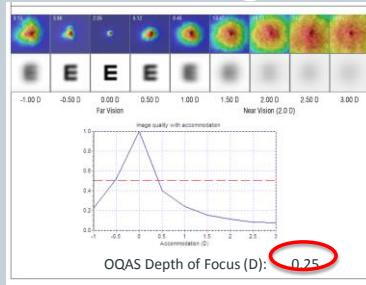 E E E E E E E E E
-1.00 D -0.50 D 0.00 D 0.50 D 1.00 D 1.50 D 2.00 D 2.50 D 3.00 D
Far Vision Near Vision (2.0 D)
Image quality with accommodation
1.0
0.8
0.6
0.4
0.2
0.0
-1 -0.5 0 0.5 1 1.5 2 2.5 3
Accommodation (D)
OQAS Depth of Focus (D): 0.25